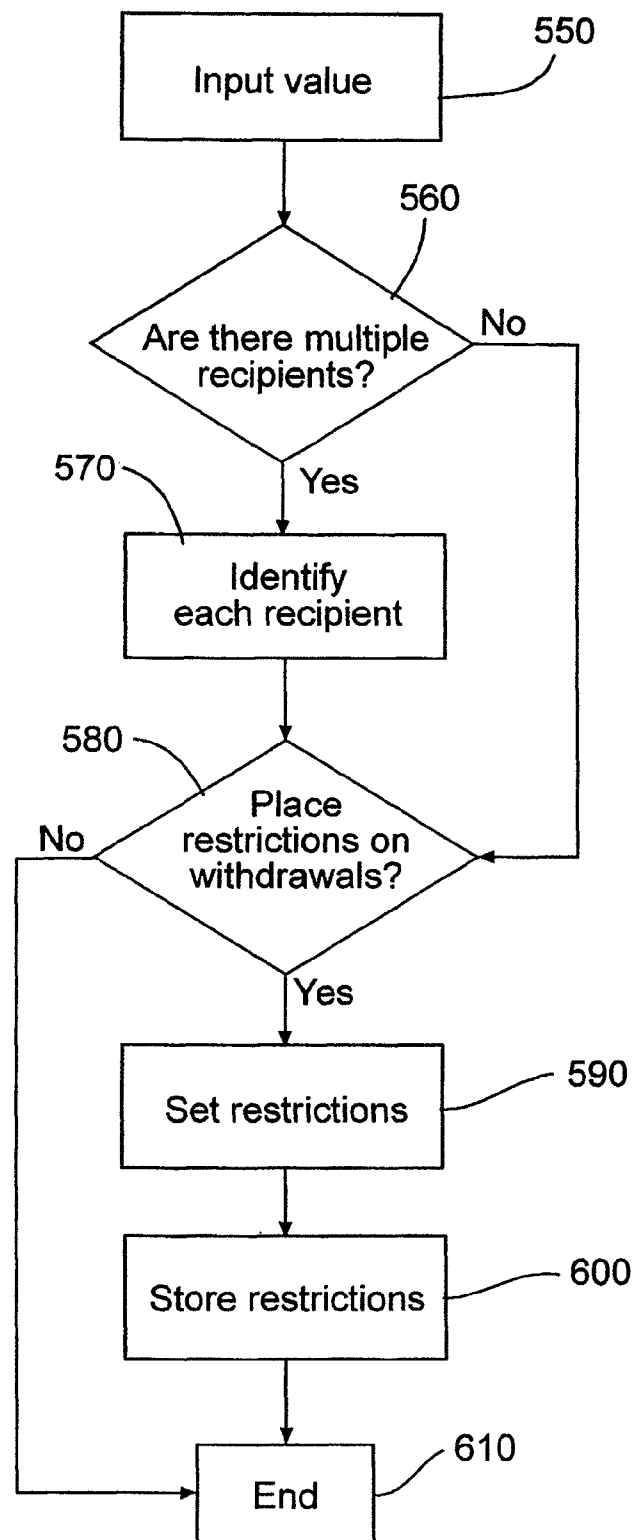 550
Input value
560
Are there multiple
recipients?
No
Yes
570
Identify
each recipient
580
Place
restrictions on
withdrawals?
No
Yes
590
Set restrictions
600
Store restrictions
610
End